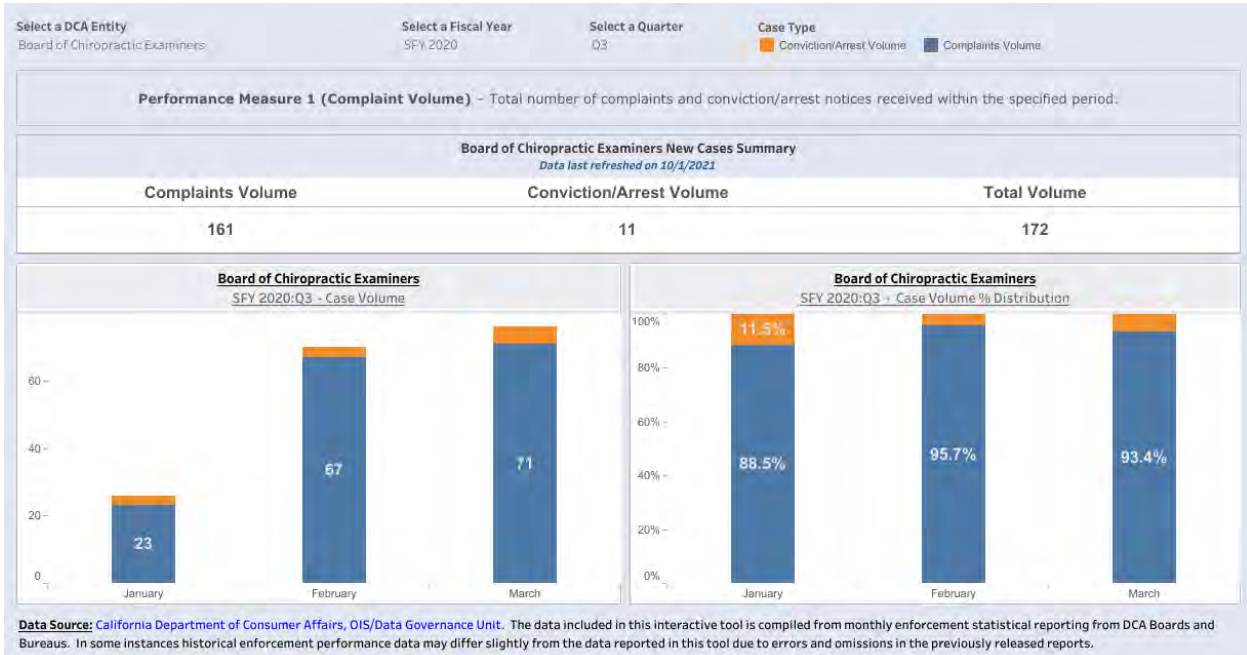 Select a DCA Entity
Board of Chiropractic Examiners
Select a Fiscal Year
SFY 2020
Select a Quarter
Q3
Case Type
Conviction/Arrest Volume
Complaints Volume
Performance Measure 1 (Complaint Volume) – Total number of complaints and conviction/arrest notices received within the specified period.
Board of Chiropractic Examiners New Cases Summary
Data last refreshed on 10/1/2021
Complaints Volume
Conviction/Arrest Volume
Total Volume
161
11
172
Board of Chiropractic Examiners
SFY 2020:Q3 - Case Volume
60
40
20
0
23
67
71
January
February
March
Board of Chiropractic Examiners
SFY 2020:Q3 - Case Volume % Distribution
100%
80%
60%
40%
20%
0%
11.5%
88.5%
95.7%
93.4%
January
February
March
Data Source: California Department of Consumer Affairs, OIS/Data Governance Unit. The data included in this interactive tool is compiled from monthly enforcement statistical reporting from DCA Boards and
Bureaus. In some instances historical enforcement performance data may differ slightly from the data reported in this tool due to errors and omissions in the previously released reports.